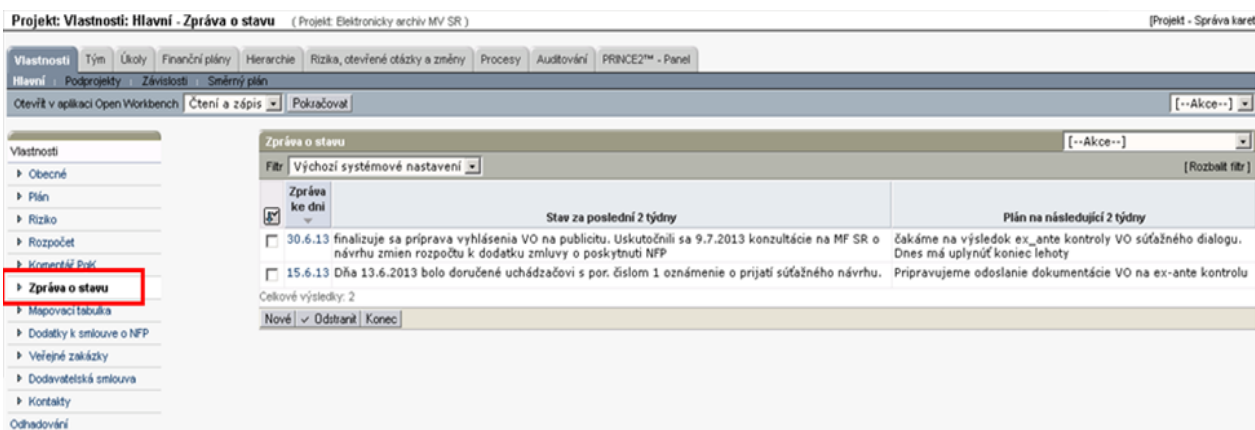 Projekt: Vlastnosti: Hlavní - Zpráva o stavu (Projekt: Elektronicky archiv MV SR) [Projekt - Správa karet
Vlastnosti Tým Úkoly Finanční plány Hierarchie Rizika, otevřené otázky a změny Procesy Auditování PRINCE2™ - Panel
Hlavní Podprojekty Závislosti Směrný plán
Otevřít v aplikaci Open Workbench Čtení a zápis Pokračovat [--Akce--]
Vlastnosti
Obecné
Plán
Riziko
Rozpočet
Komentář PgK
Zpráva o stavu
Mapovací tabulka
Dodatky k smlouve o NFP
Veřejné zakázky
Dodavatelská smlouva
Kontakty
Odhadování
Zpráva o stavu [--Akce--]
Filtr Výchozí systémové nastavení [Rozbalit filtr]
Zpráva
ke dni Stav za poslední 2 týdny Plán na následující 2 týdny
30.6.13 finalizuje sa príprava vyhlásenia VO na publicitu. Uskutočnili sa 9.7.2013 konzultácie na MF SR o čakáme na výsledok ex_ante kontroly VO súťažného dialogu.
návrhu zmien rozpočtu k dodatku zmluvy o poskytnuti NFP Dnes má uplynúť koniec lehoty
15.6.13 Dňa 13.6.2013 bolo doručené uchádzačovi s por. čislom 1 oznámenie o prijatí súťažného návrhu. Pripravujeme odoslanie dokumentácie VO na ex-ante kontrolu
Celkové výsledky: 2
Nové Odstranit Konec